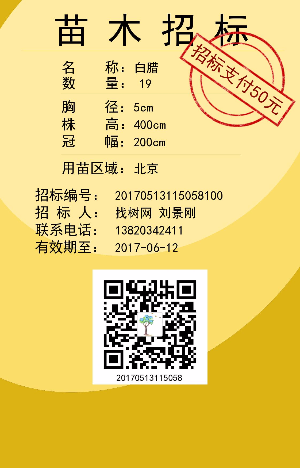 苗木招标
招标支付50元
名 称：白腊
数 量： 19
胸 径：5cm
株 高：400cm
冠 幅：200cm
用苗区域：北京
招标编号： 20170513115058100
招 标 人： 找树网 刘景刚
联系电话： 13820342411
有效期至： 2017-06-12
20170513115058